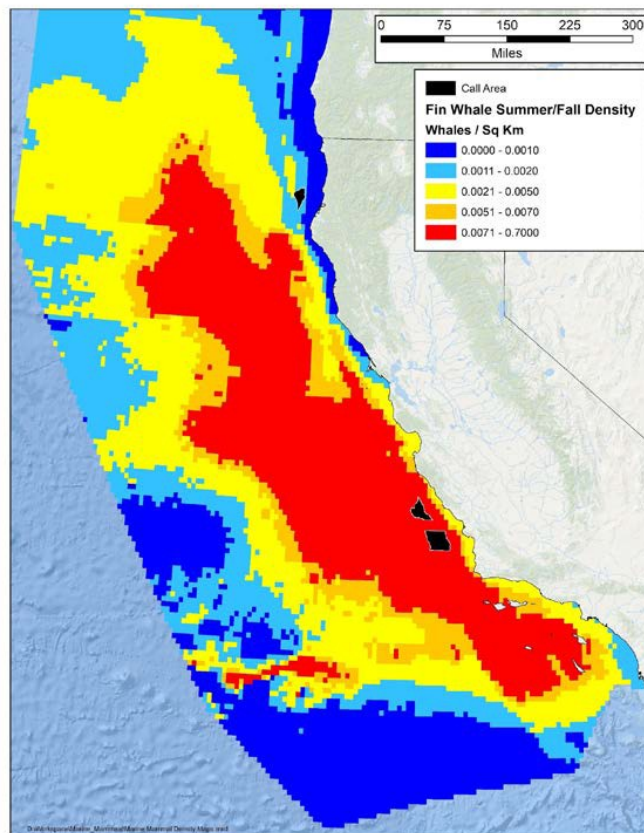 0 75 150 225 300
Miles
Call Area
Fin Whale Summer/Fall Density
Whales / Sq Km
0.0000 - 0.0010
0.0011 - 0.0020
0.0021 - 0.0050
0.0051 - 0.0070
0.0071 - 0.7000